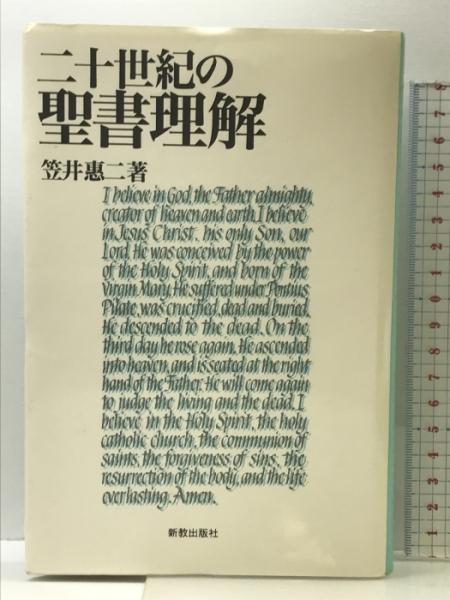 二十世紀の
聖書理解
笠井惠二著
I believe in God, the Father almighty,
creator of heaven and earth. I believe
in Jesus Christ, his only Son, our
Lord. He was conceived by the power
of the Holy Spirit, and born of the
Virgin Mary. He suffered under Pontius
Pilate, was crucified, dead and buried.
He descended to the dead. On the
third day he rose again. He ascended
into heaven, and is seated at the right
hand of the Father. He will come again
to judge the living and the dead. I
believe in the Holy Spirit, the holy
catholic church, the communion of
saints, the forgiveness of sins, the
resurrection of the body, and the life
everlasting. Amen.
新教出版社